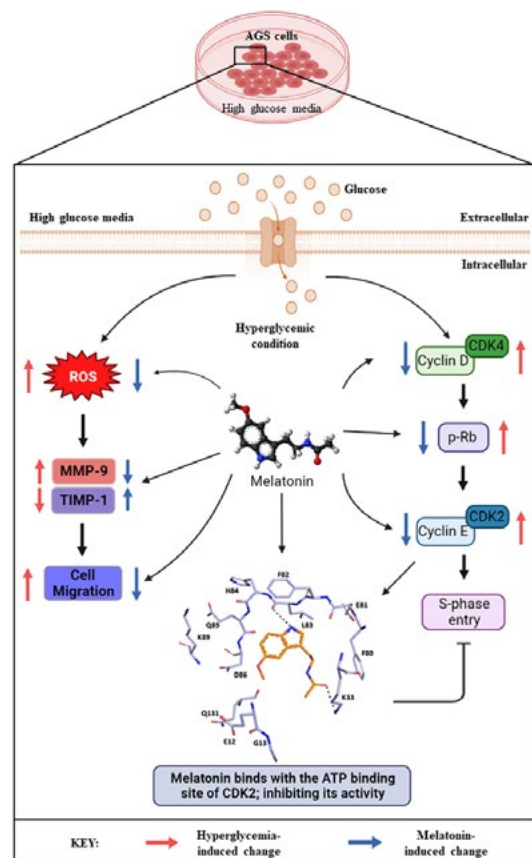 AGS cells
High glucose media
Glucose
High glucose media
Extracellular
Intracellular
Hyperglycemic
condition
ROS
CDK4
Cyclin D
p-Rb
MMP-9
TIMP-1
Melatonin
CDK2
Cyclin E
Cell
Migration
S-phase
entry
F82
H84
E81
Q85
L83
K89
F80
D86
K33
Q131
E12
G13
Melatonin binds with the ATP binding
site of CDK2; inhibiting its activity
KEY:
Hyperglycemia-
induced change
Melatonin-
induced change